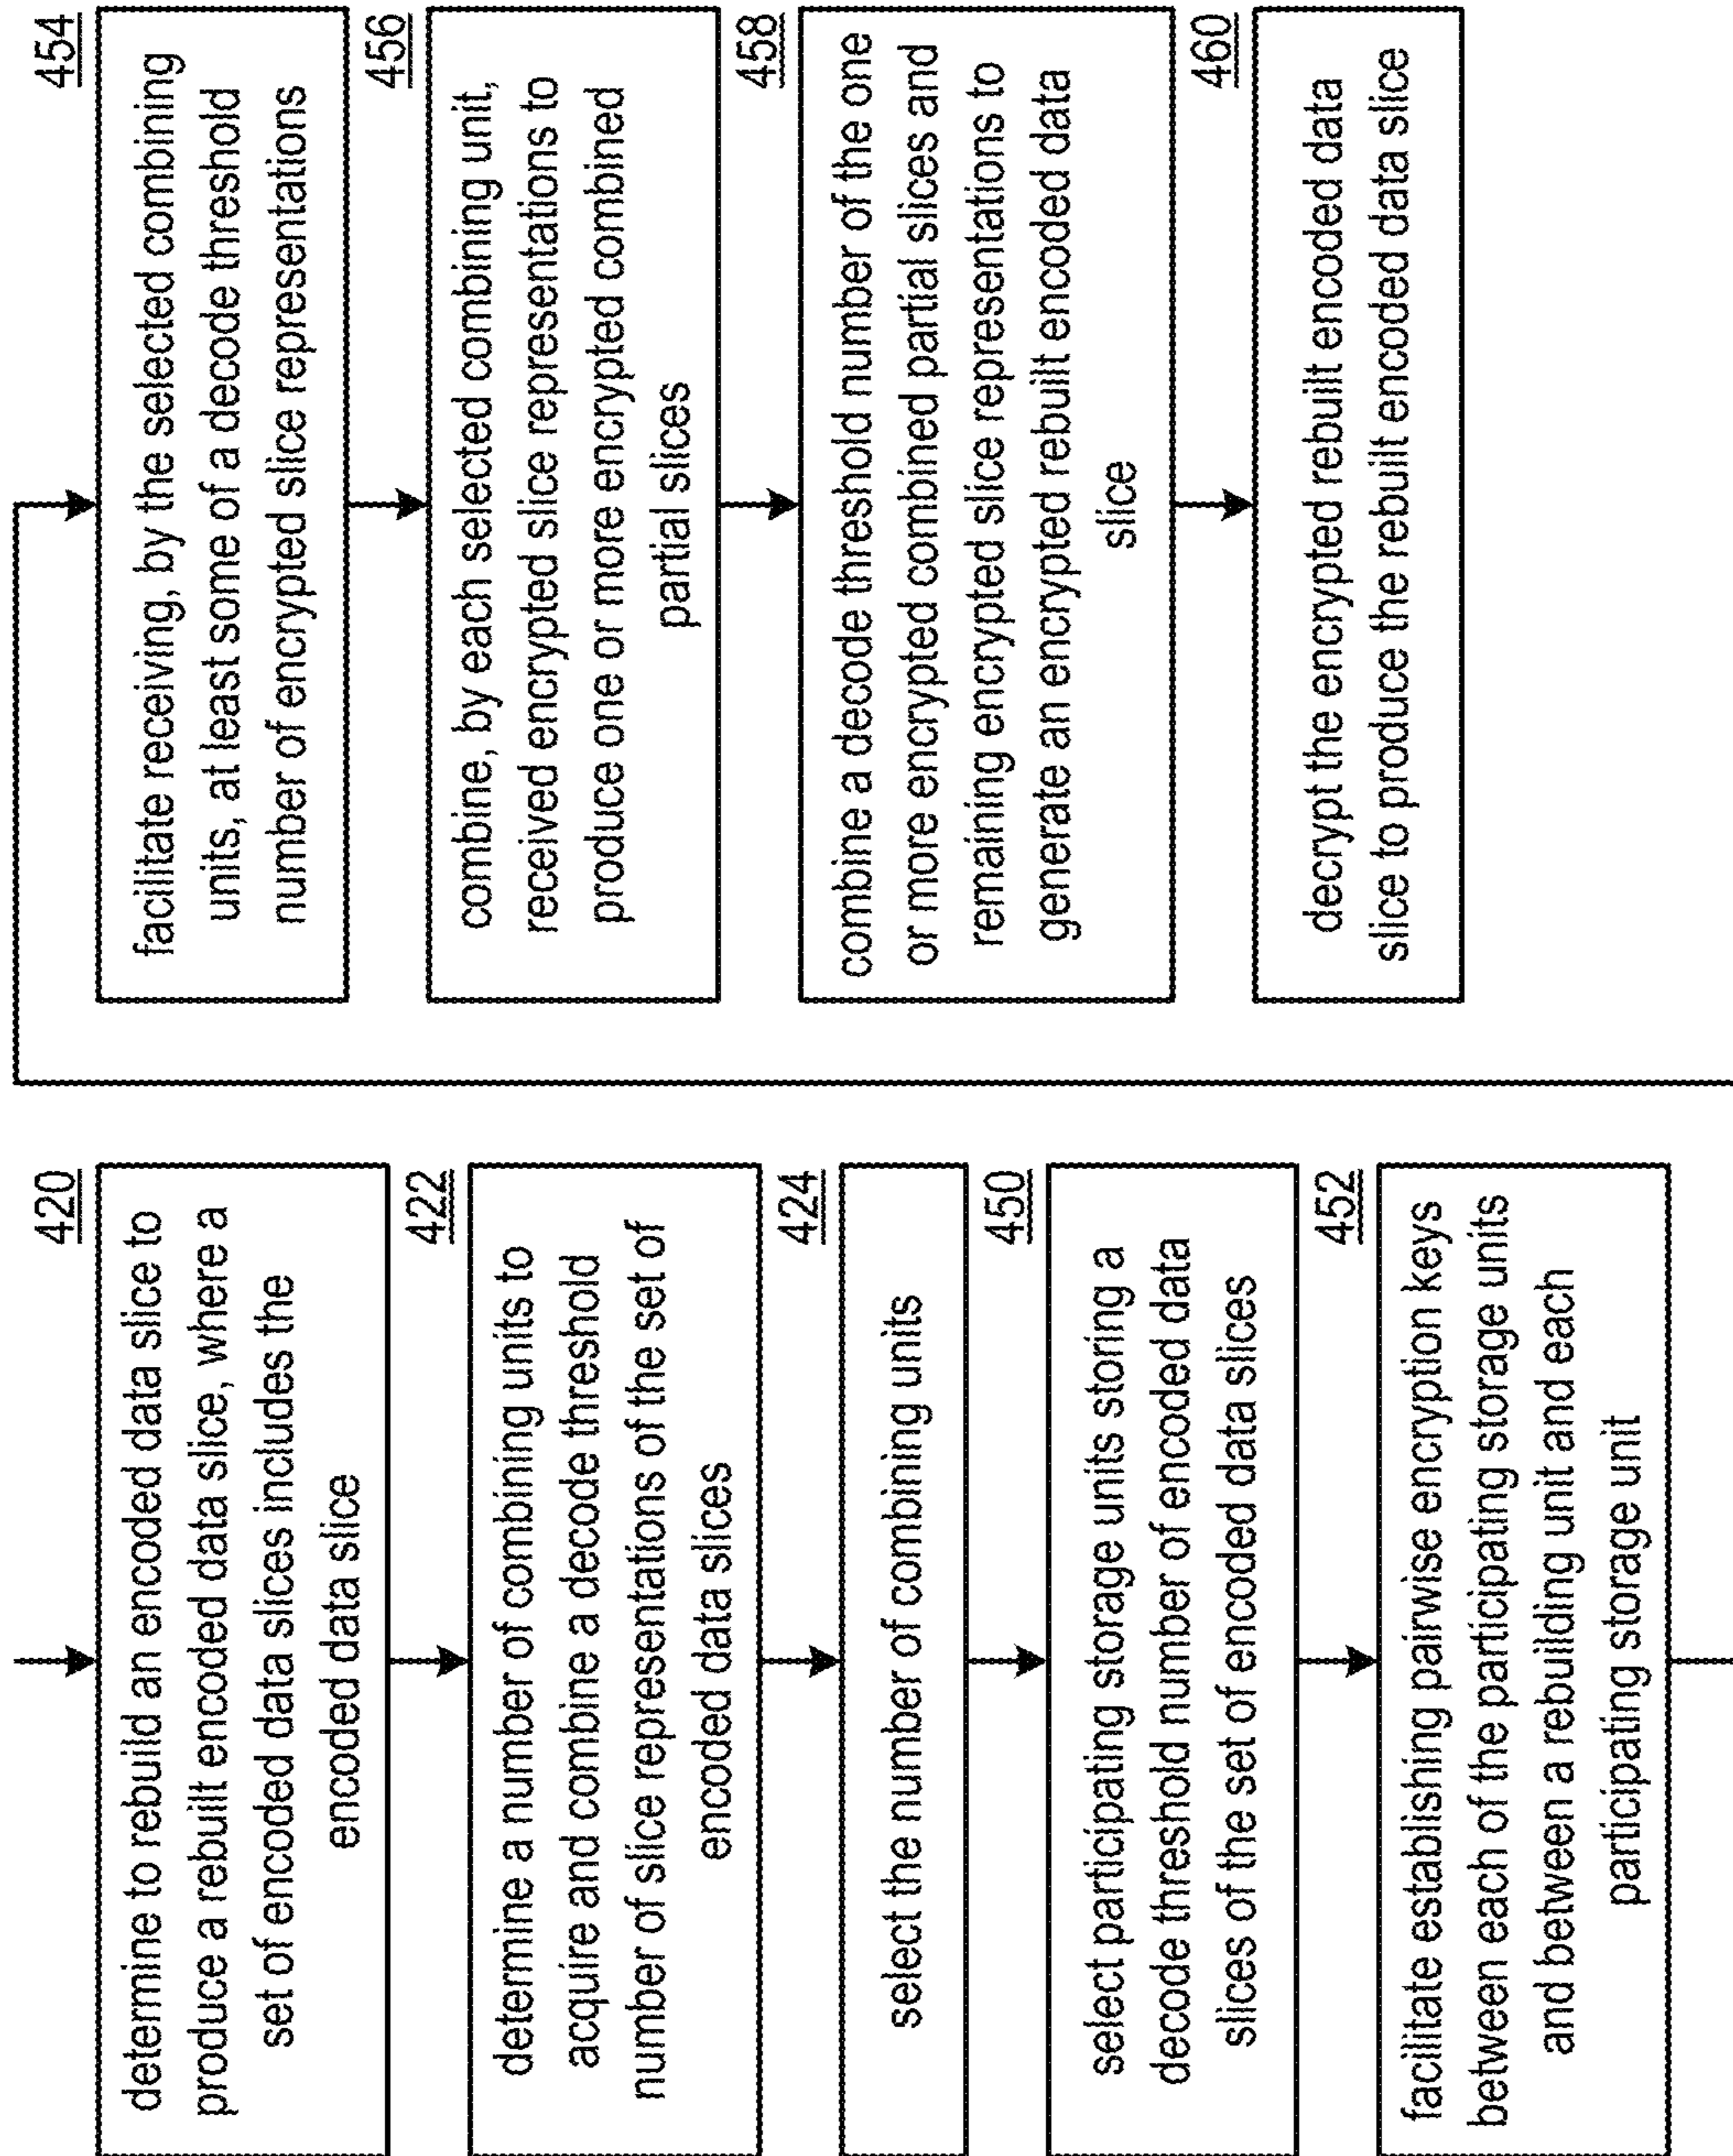 420
determine to rebuild an encoded data slice to
produce a rebuilt encoded data slice, where a
set of encoded data slices includes the
encoded data slice
422
determine a number of combining units to
acquire and combine a decode threshold
number of slice representations of the set of
encoded data slices
424
select the number of combining units
450
select participating storage units storing a
decode threshold number of encoded data
slices of the set of encoded data slices
452
facilitate establishing pairwise encryption keys
between each of the participating storage units
and between a rebuilding unit and each
participating storage unit
454
facilitate receiving, by the selected combining
units, at least some of a decode threshold
number of encrypted slice representations
456
combine, by each selected combining unit,
received encrypted slice representations to
produce one or more encrypted combined
partial slices
458
combine a decode threshold number of the one
or more encrypted combined partial slices and
remaining encrypted slice representations to
generate an encrypted rebuilt encoded data
slice
460
decrypt the encrypted rebuilt encoded data
slice to produce the rebuilt encoded data slice